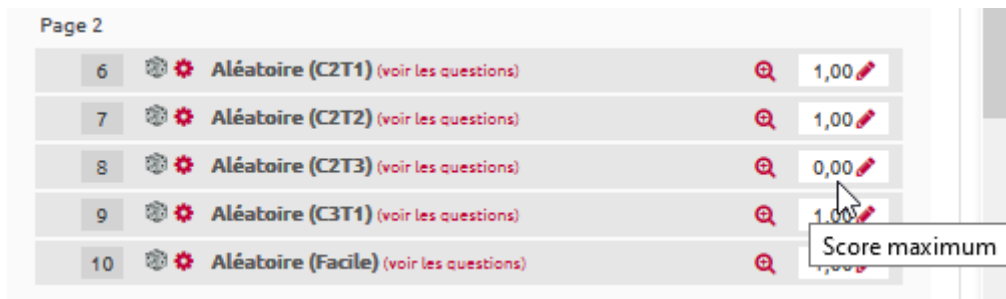 Page 2
6 Aléatoire (C2T1) (voir les questions) 1,00
7 Aléatoire (C2T2) (voir les questions) 1,00
8 Aléatoire (C2T3) (voir les questions) 0,00
9 Aléatoire (C3T1) (voir les questions) 1,00
10 Aléatoire (Facile) (voir les questions)
Score maximum